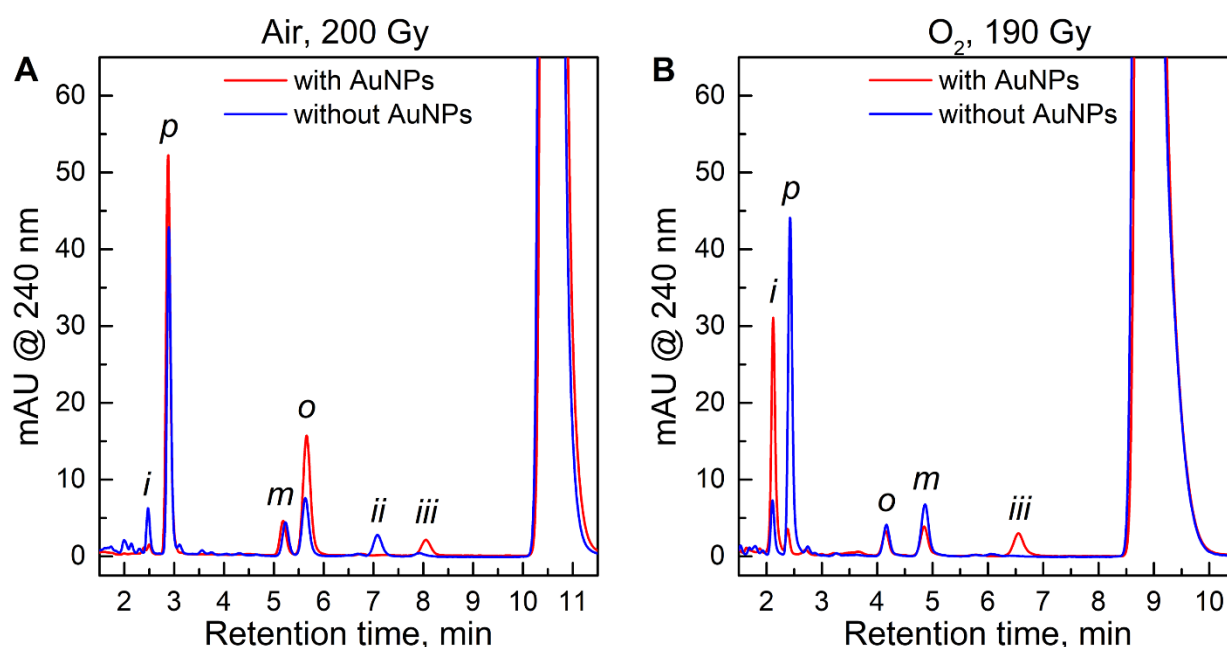 Air, 200 Gy
A
with AuNPs
without AuNPs
p
i
m
o
ii
iii
60
50
40
30
20
10
0
mAU @ 240 nm
2 3 4 5 6 7 8 9 10 11
Retention time, min
O₂, 190 Gy
B
with AuNPs
without AuNPs
p
i
o
m
iii
60
50
40
30
20
10
0
mAU @ 240 nm
2 3 4 5 6 7 8 9 10
Retention time, min